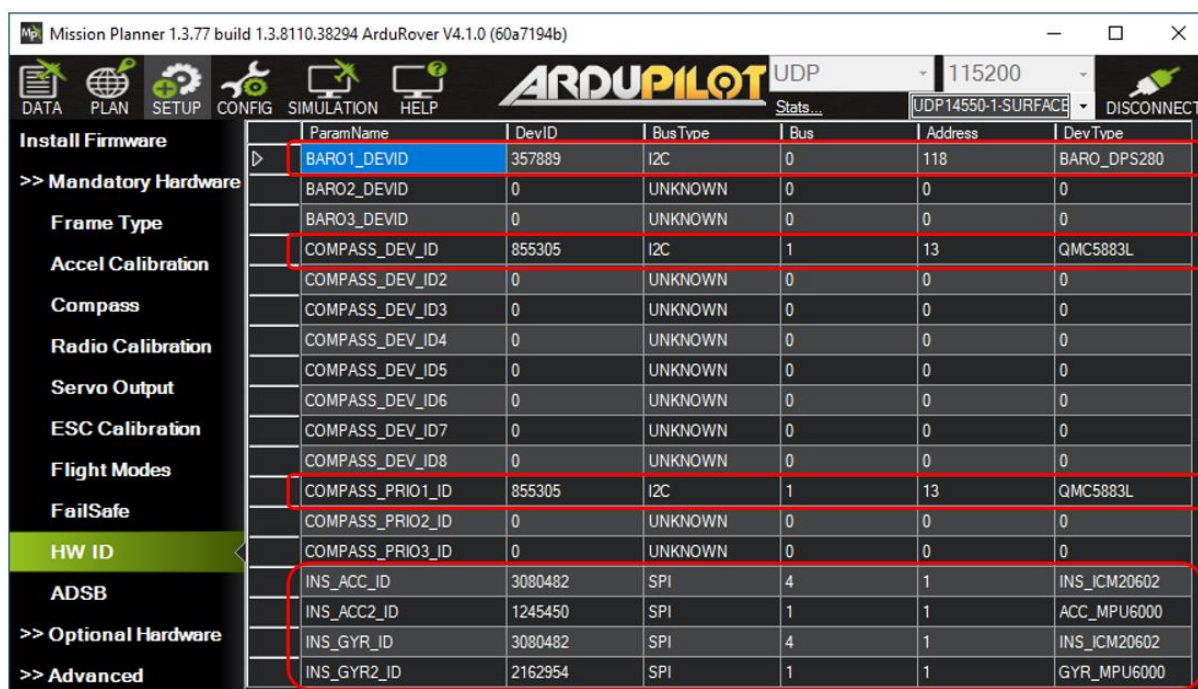 Mission Planner 1.3.77 build 1.3.8110.38294 ArduRover V4.1.0 (60a7194b)
DATA PLAN SETUP CONFIG SIMULATION HELP ARDUPILOT UDP 115200
Stats... UDP14550-1-SURFACE DISCONNECT
Install Firmware
>> Mandatory Hardware
Frame Type
Accel Calibration
Compass
Radio Calibration
Servo Output
ESC Calibration
Flight Modes
FailSafe
HW ID
ADSB
>> Optional Hardware
>> Advanced
ParamName DevID BusType Bus Address DevType
BARO1_DEVID 357889 I2C 0 118 BARO_DPS280
BARO2_DEVID 0 UNKNOWN 0 0 0
BARO3_DEVID 0 UNKNOWN 0 0 0
COMPASS_DEV_ID 855305 I2C 1 13 QMC5883L
COMPASS_DEV_ID2 0 UNKNOWN 0 0 0
COMPASS_DEV_ID3 0 UNKNOWN 0 0 0
COMPASS_DEV_ID4 0 UNKNOWN 0 0 0
COMPASS_DEV_ID5 0 UNKNOWN 0 0 0
COMPASS_DEV_ID6 0 UNKNOWN 0 0 0
COMPASS_DEV_ID7 0 UNKNOWN 0 0 0
COMPASS_DEV_ID8 0 UNKNOWN 0 0 0
COMPASS_PRIO1_ID 855305 I2C 1 13 QMC5883L
COMPASS_PRIO2_ID 0 UNKNOWN 0 0 0
COMPASS_PRIO3_ID 0 UNKNOWN 0 0 0
INS_ACC_ID 3080482 SPI 4 1 INS_ICM20602
INS_ACC2_ID 1245450 SPI 1 1 ACC_MPU6000
INS_GYR_ID 3080482 SPI 4 1 INS_ICM20602
INS_GYR2_ID 2162954 SPI 1 1 GYR_MPU6000